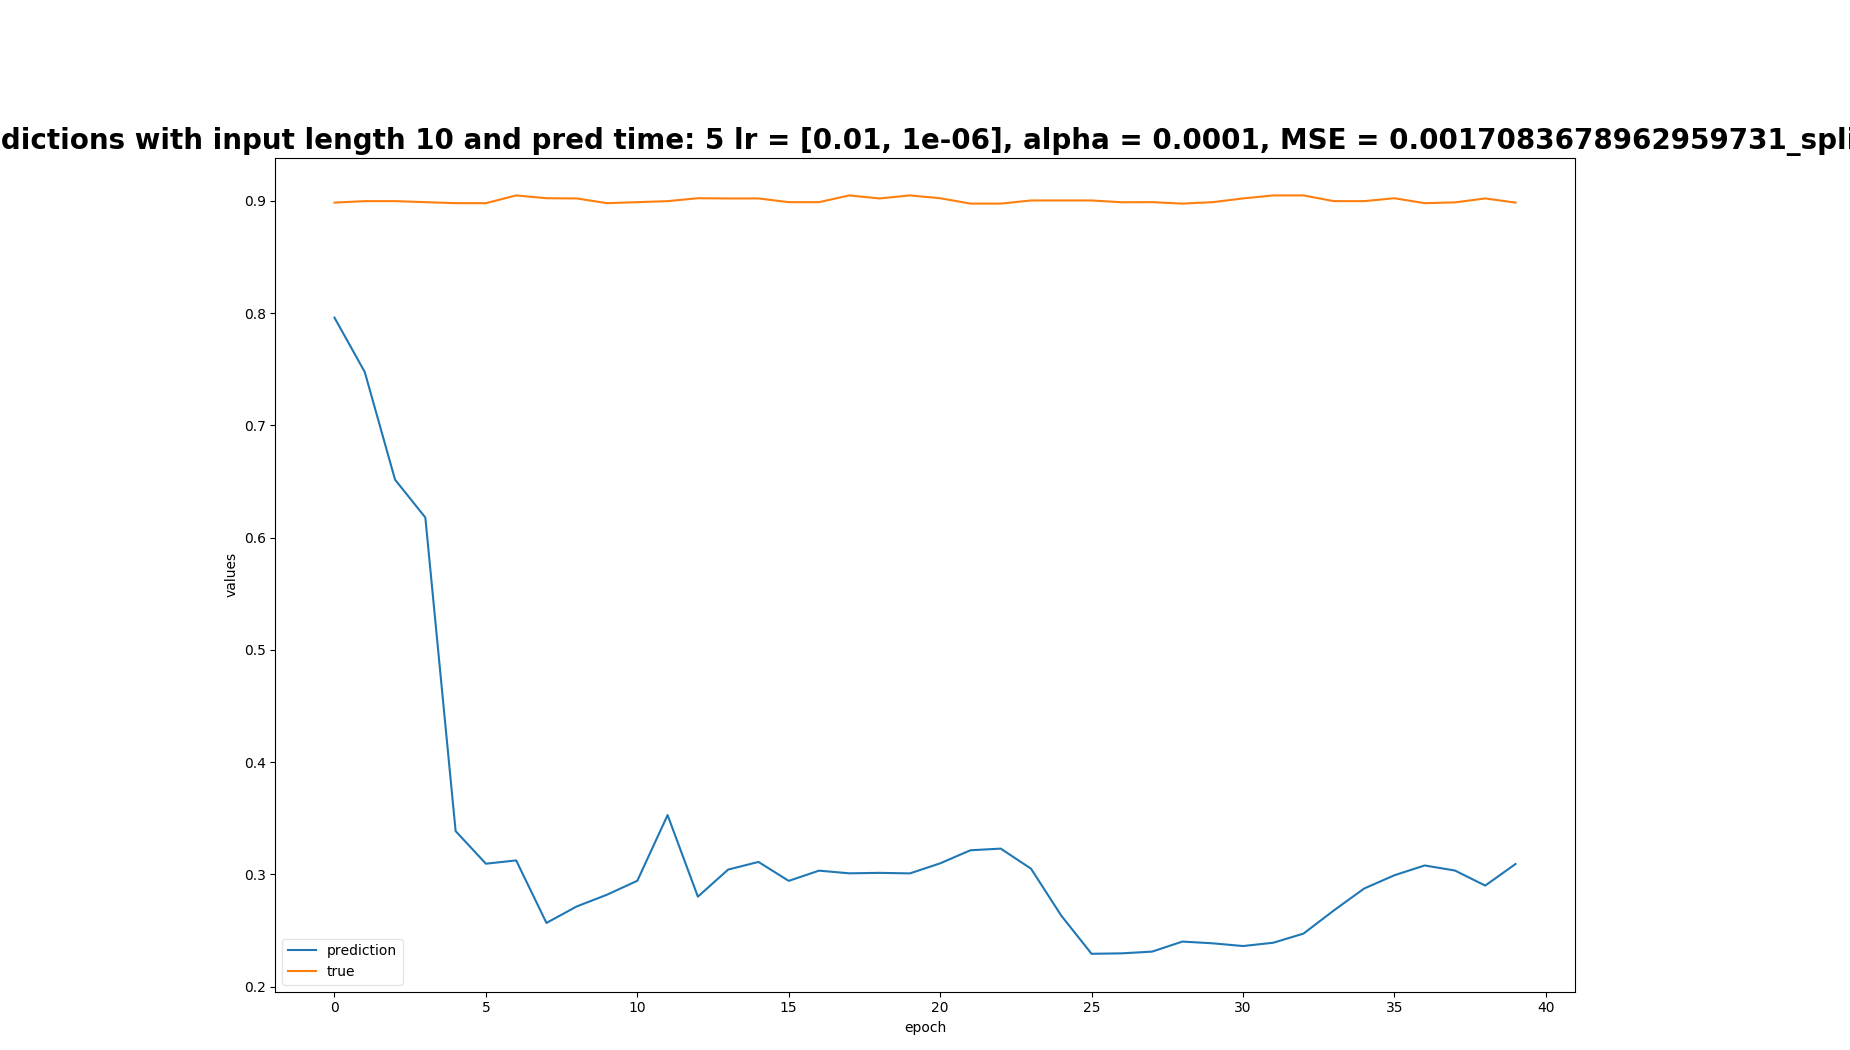 dictions with input length 10 and pred time: 5 lr = [0.01, 1e-06], alpha = 0.0001, MSE = 0.0017083678962959731_spli
0.9
0.8
0.7
0.6
0.5
0.4
0.3
0.2
values
prediction
true
0 5 10 15 20 25 30 35 40
epoch